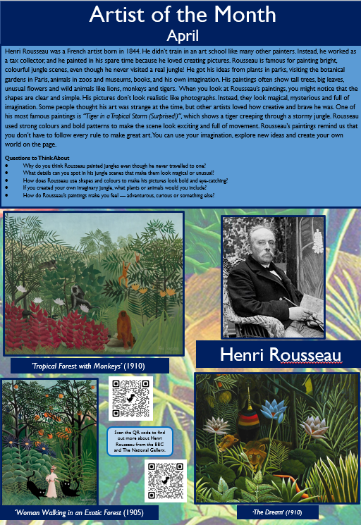 Artist of the Month
April
Henri Rousseau was a French artist born in 1844. He didn't train in an art school like many other painters. Instead, he worked as
a tax collector, and he painted in his spare time because he loved creating pictures. Rousseau is famous for painting bright,
colourful jungle scenes, even though he never visited a real jungle! He got his ideas from plants in parks, visiting the botanical
gardens in Paris, animals in zoos and museums, books, and his own imagination. His paintings often show tall trees, big leaves,
unusual flowers and wild animals like lions, monkeys and tigers. When you look at Rousseau's paintings, you might notice that the
shapes are clear and simple. His pictures don't look realistic like photographs. Instead, they look magical, mysterious and full of
imagination. Some people thought his art was strange at the time, but other artists loved how creative and brave he was. One of
his most famous paintings is "Tiger in a Tropical Storm (Surprised!)", which shows a tiger creeping through a stormy jungle. Rousseau
used strong colours and bold patterns to make the scene look exciting and full of movement. Rousseau's paintings remind us that
you don't have to follow every rule to make great art. You can use your imagination, explore new ideas and create your own
world on the page.
Questions to Think About
• Why do you think Rousseau painted jungles even though he never travelled to one?
• What details can you spot in his jungle scenes that make them look magical or unusual?
• How does Rousseau use shapes and colours to make his pictures look bold and eye-catching?
• If you created your own imaginary jungle, what plants or animals would you include?
• How do Rousseau's paintings make you feel — adventurous, curious or something else?
Henri Rousseau
'Tropical Forest with Monkeys' (1910)
Scan the QR code to find
out more about Henri
Rousseau from the BBC
and The National Gallery.
'Woman Walking in an Exotic Forest (1905)
'The Dream' (1910)